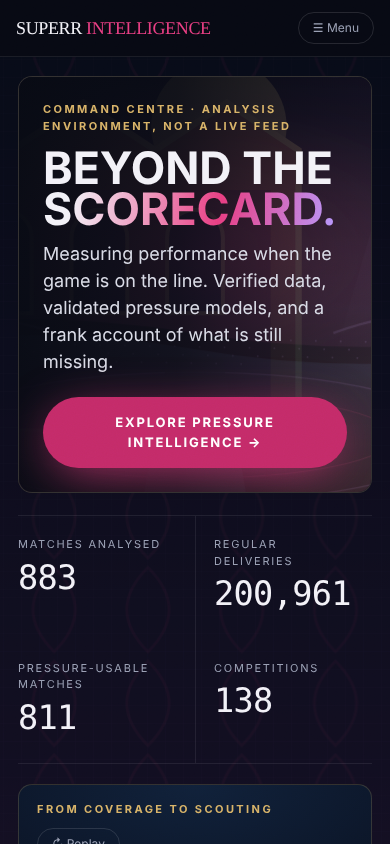 SUPERR INTELLIGENCE
☰ Menu
COMMAND CENTRE · ANALYSIS
ENVIRONMENT, NOT A LIVE FEED
BEYOND THE
SCORECARD.
Measuring performance when the
game is on the line. Verified data,
validated pressure models, and a
frank account of what is still
missing.
EXPLORE PRESSURE
INTELLIGENCE →
MATCHES ANALYSED
883
REGULAR
DELIVERIES
200,961
PRESSURE-USABLE
MATCHES
811
COMPETITIONS
138
FROM COVERAGE TO SCOUTING
↻ Replay